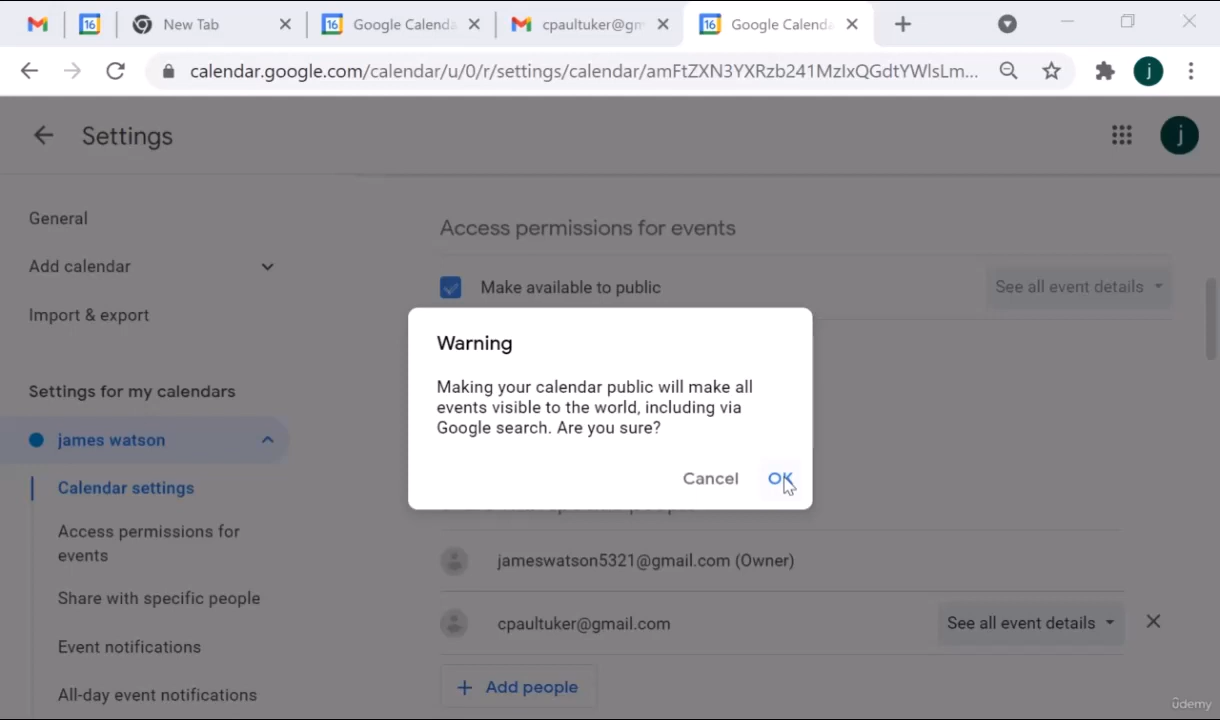 New Tab
Google Calenda
cpaultuker@gm
Google Calenda
calendar.google.com/calendar/u/0/r/settings/calendar/amFtZXN3YXRzb241MzIxQGdtYWlsLm...
j
Settings
j
General
Add calendar
Import & export
Settings for my calendars
james watson
Calendar settings
Access permissions for
events
Share with specific people
Event notifications
All-day event notifications
Access permissions for events
Make available to public
See all event details
Warning
Making your calendar public will make all
events visible to the world, including via
Google search. Are you sure?
Cancel
OK
jameswatson5321@gmail.com (Owner)
cpaultuker@gmail.com
See all event details
Add people
ûdemy